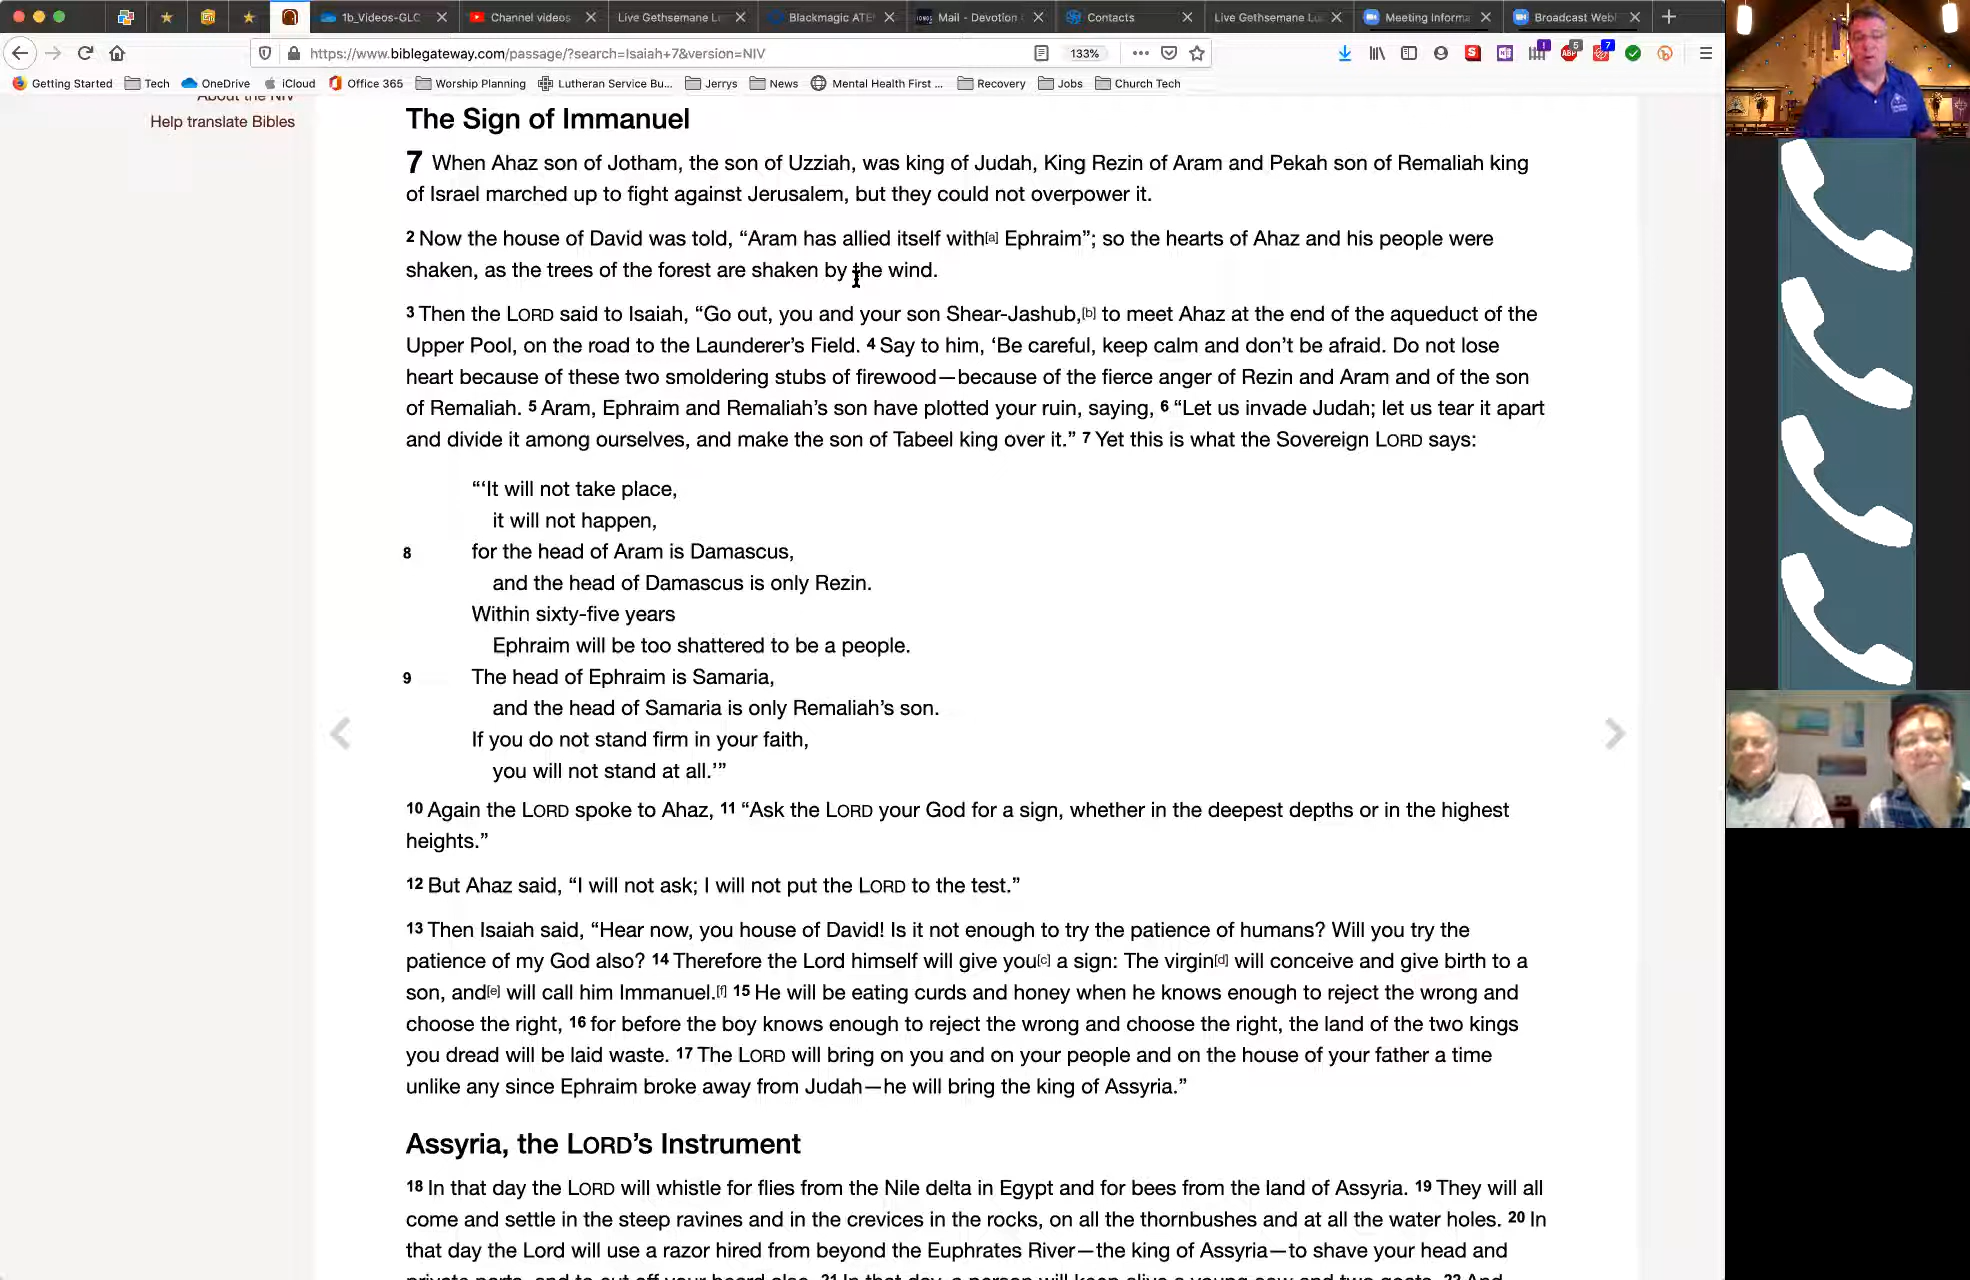 1b_Videos-GLC
Channel videos
Live Gethsemane L
Blackmagic ATE
Mail - Devotion
Contacts
Live Gethsemane Lu
Meeting Informa
Broadcast Webi
https://www.biblegateway.com/passage/?search=Isaiah+7&version=NIV
133%
Getting Started
Tech
OneDrive
iCloud
Office 365
Worship Planning
Lutheran Service Bu...
Jerrys
News
Mental Health First ...
Recovery
Jobs
Church Tech
About the NIV
Help translate Bibles
The Sign of Immanuel
7 When Ahaz son of Jotham, the son of Uzziah, was king of Judah, King Rezin of Aram and Pekah son of Remaliah king
of Israel marched up to fight against Jerusalem, but they could not overpower it.
2 Now the house of David was told, “Aram has allied itself with[a] Ephraim”; so the hearts of Ahaz and his people were
shaken, as the trees of the forest are shaken by the wind.
3 Then the LORD said to Isaiah, “Go out, you and your son Shear-Jashub,[b] to meet Ahaz at the end of the aqueduct of the
Upper Pool, on the road to the Launderer’s Field. 4 Say to him, ‘Be careful, keep calm and don’t be afraid. Do not lose
heart because of these two smoldering stubs of firewood—because of the fierce anger of Rezin and Aram and of the son
of Remaliah. 5 Aram, Ephraim and Remaliah’s son have plotted your ruin, saying, 6 “Let us invade Judah; let us tear it apart
and divide it among ourselves, and make the son of Tabeel king over it.” 7 Yet this is what the Sovereign LORD says:
“‘It will not take place,
it will not happen,
8 for the head of Aram is Damascus,
and the head of Damascus is only Rezin.
Within sixty-five years
Ephraim will be too shattered to be a people.
9 The head of Ephraim is Samaria,
and the head of Samaria is only Remaliah’s son.
If you do not stand firm in your faith,
you will not stand at all.’”
10 Again the LORD spoke to Ahaz, 11 “Ask the LORD your God for a sign, whether in the deepest depths or in the highest
heights.”
12 But Ahaz said, “I will not ask; I will not put the LORD to the test.”
13 Then Isaiah said, “Hear now, you house of David! Is it not enough to try the patience of humans? Will you try the
patience of my God also? 14 Therefore the Lord himself will give you[c] a sign: The virgin[d] will conceive and give birth to a
son, and[e] will call him Immanuel.[f] 15 He will be eating curds and honey when he knows enough to reject the wrong and
choose the right, 16 for before the boy knows enough to reject the wrong and choose the right, the land of the two kings
you dread will be laid waste. 17 The LORD will bring on you and on your people and on the house of your father a time
unlike any since Ephraim broke away from Judah—he will bring the king of Assyria.”
Assyria, the LORD’s Instrument
18 In that day the LORD will whistle for flies from the Nile delta in Egypt and for bees from the land of Assyria. 19 They will all
come and settle in the steep ravines and in the crevices in the rocks, on all the thornbushes and at all the water holes. 20 In
that day the Lord will use a razor hired from beyond the Euphrates River—the king of Assyria—to shave your head and
private parts, and to cut off your beard also. 21 In that day, a person will keep alive a young cow and two goats. 22 And